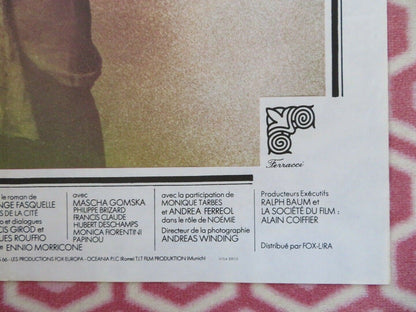 Ferracci
le roman de
NGE FASQUELLE
S DE LA CITÉ
o et dialogues
CIS GIROD et
UES ROUFFIO
e ENNIO MORRICONE
avec
MASCHA GOMSKA
PHILIPPE BRIZARD
FRANCIS CLAUDE
HUBERT DESCHAMPS
MONICA FIORENTINI
PAPINOU
avec la participation de
MONIQUE TARBES
et ANDREA FERREOL
dans le rôle de NOÉMIE
Directeur de la photographie
ANDREAS WINDING
Producteurs Exécutifs
RALPH BAUM et
LA SOCIÉTÉ DU FILM :
ALAIN COIFFIER
Distribué par FOX-LIRA
S 66 - LES PRODUCTIONS FOX EUROPA - OCEANIA P.I.C. (Rome) T.I.T. FILM PRODUKTION (Munich)